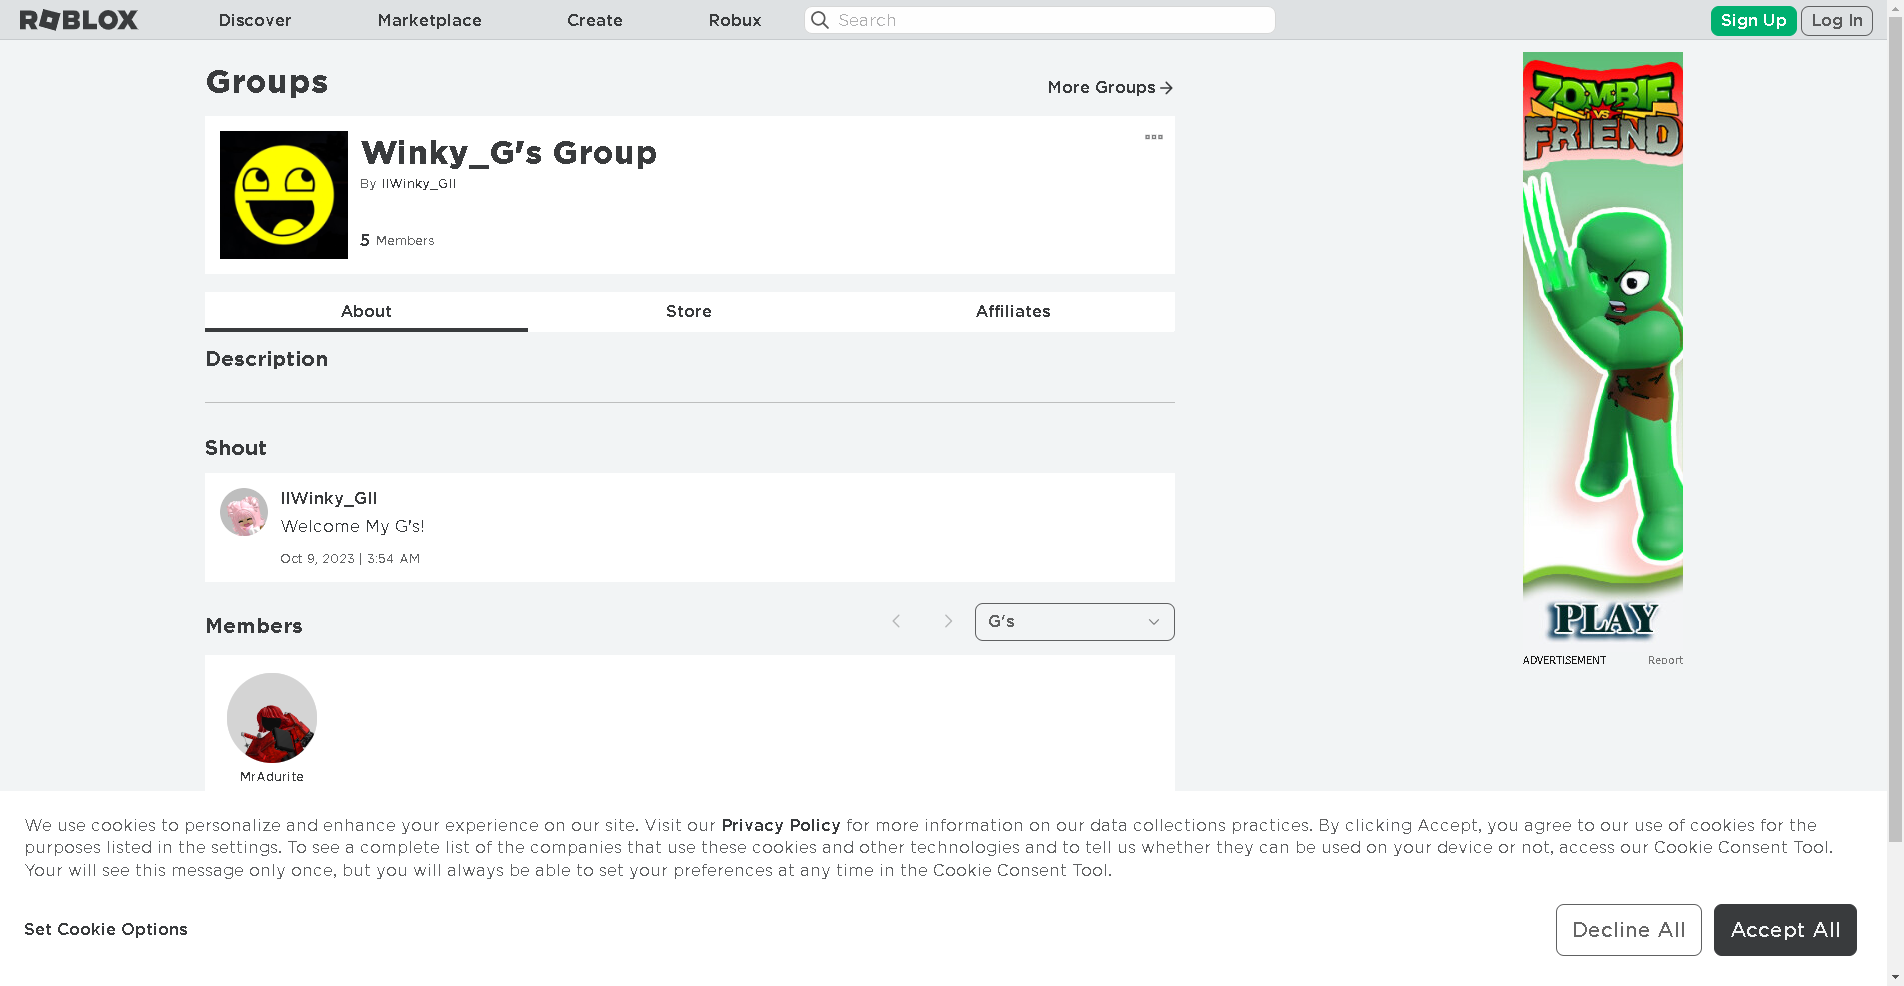 ROBLOX
Discover
Marketplace
Create
Robux
Search
Sign Up
Log In
Groups
More Groups
Winky_G's Group
By llWinky_Gll
5 Members
About
Store
Affiliates
Description
Shout
llWinky_Gll
Welcome My G's!
Oct 9, 2023 | 3:54 AM
Members
G's
MrAdurite
ZOMBIE
VS
FRIEND
PLAY
ADVERTISEMENT
Report
We use cookies to personalize and enhance your experience on our site. Visit our Privacy Policy for more information on our data collections practices. By clicking Accept, you agree to our use of cookies for the
purposes listed in the settings. To see a complete list of the companies that use these cookies and other technologies and to tell us whether they can be used on your device or not, access our Cookie Consent Tool.
Your will see this message only once, but you will always be able to set your preferences at any time in the Cookie Consent Tool.
Set Cookie Options
Decline All
Accept All